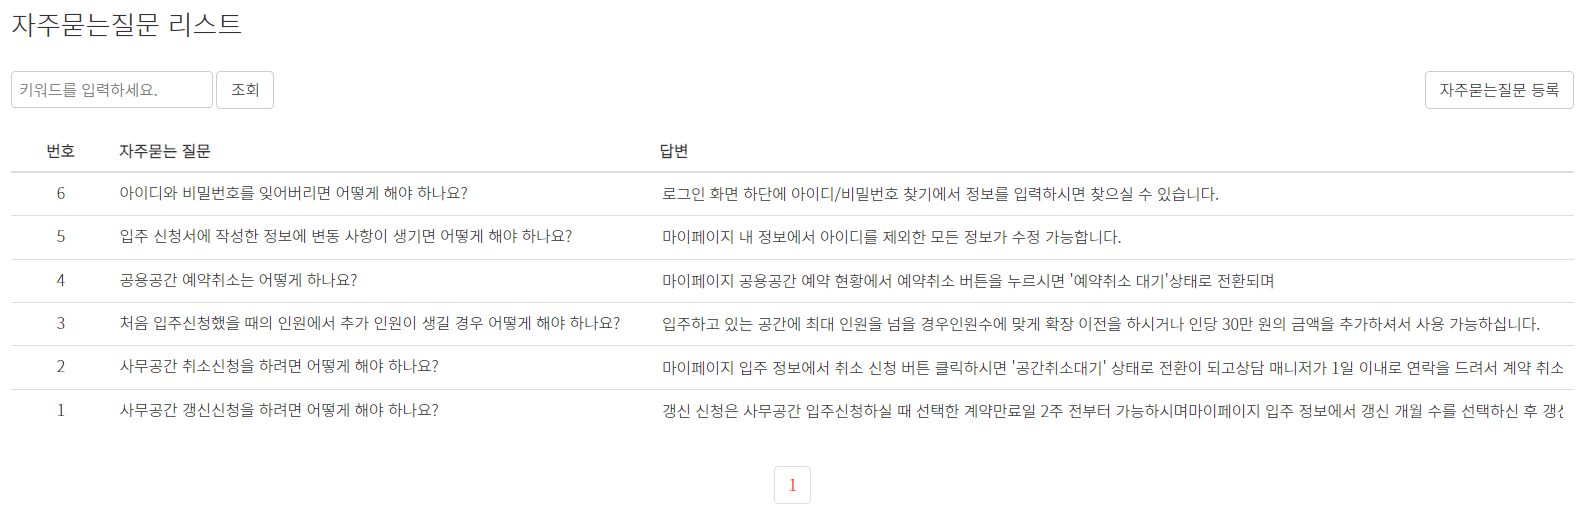 자주묻는질문 리스트
키워드를 입력하세요. 조회 자주묻는질문 등록
번호 자주묻는 질문 답변
6 아이디와 비밀번호를 잊어버리면 어떻게 해야 하나요? 로그인 화면 하단에 아이디/비밀번호 찾기에서 정보를 입력하시면 찾으실 수 있습니다.
5 입주 신청서에 작성한 정보에 변동 사항이 생기면 어떻게 해야 하나요? 마이페이지 내 정보에서 아이디를 제외한 모든 정보가 수정 가능합니다.
4 공용공간 예약취소는 어떻게 하나요? 마이페이지 공용공간 예약 현황에서 예약취소 버튼을 누르시면 '예약취소 대기'상태로 전환되며
3 처음 입주신청했을 때의 인원에서 추가 인원이 생길 경우 어떻게 해야 하나요? 입주하고 있는 공간에 최대 인원을 넘을 경우인원수에 맞게 확장 이전을 하시거나 인당 30만 원의 금액을 추가하셔서 사용 가능하십니다.
2 사무공간 취소신청을 하려면 어떻게 해야 하나요? 마이페이지 입주 정보에서 취소 신청 버튼 클릭하시면 '공간취소대기' 상태로 전환이 되고상담 매니저가 1일 이내로 연락을 드려서 계약 취소
1 사무공간 갱신신청을 하려면 어떻게 해야 하나요? 갱신 신청은 사무공간 입주신청하실 때 선택한 계약만료일 2주 전부터 가능하시며마이페이지 입주 정보에서 갱신 개월 수를 선택하신 후
1